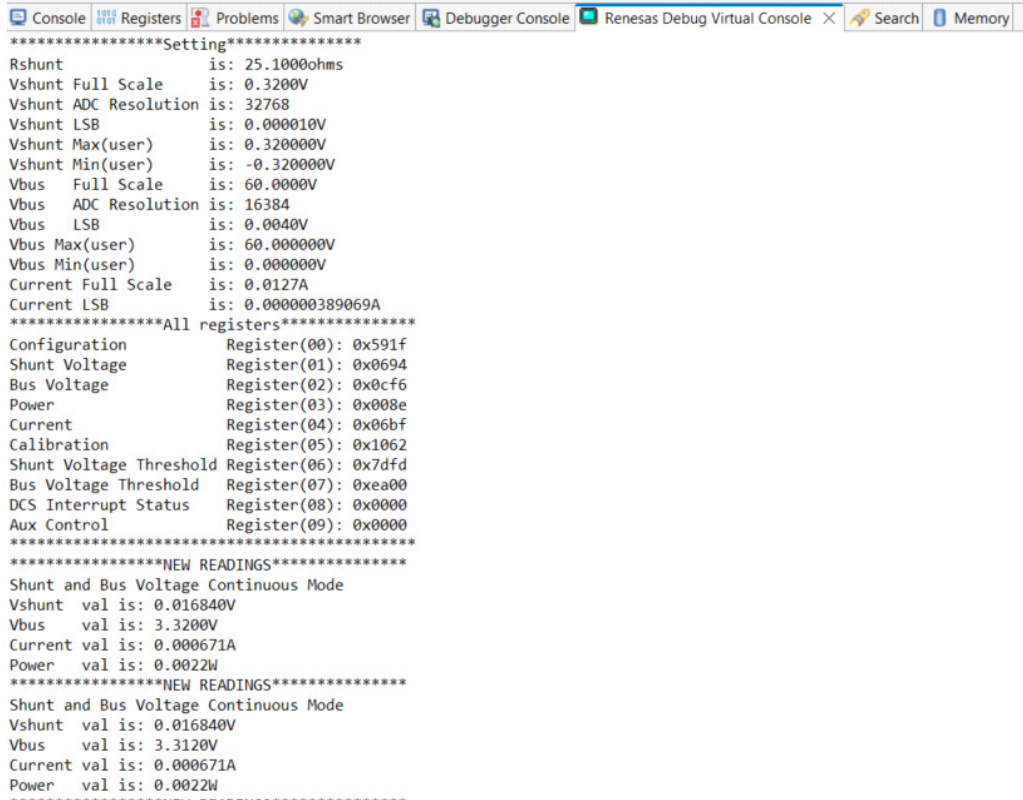 Console Registers Problems Smart Browser Debugger Console Renesas Debug Virtual Console Search Memory
*****************Setting***************
Rshunt                is: 25.1000ohms
Vshunt Full Scale     is: 0.3200V
Vshunt ADC Resolution is: 32768
Vshunt LSB            is: 0.000010V
Vshunt Max(user)      is: 0.320000V
Vshunt Min(user)      is: -0.320000V
Vbus   Full Scale     is: 60.0000V
Vbus   ADC Resolution is: 16384
Vbus   LSB            is: 0.0040V
Vbus Max(user)        is: 60.000000V
Vbus Min(user)        is: 0.000000V
Current Full Scale    is: 0.0127A
Current LSB           is: 0.000000389069A
*****************All registers***************
Configuration           Register(00): 0x591f
Shunt Voltage           Register(01): 0x0694
Bus Voltage             Register(02): 0x0cf6
Power                   Register(03): 0x008e
Current                 Register(04): 0x06bf
Calibration             Register(05): 0x1062
Shunt Voltage Threshold Register(06): 0x7dfd
Bus Voltage Threshold   Register(07): 0xea00
DCS Interrupt Status    Register(08): 0x0000
Aux Control             Register(09): 0x0000
*********************************************
*****************NEW READINGS***************
Shunt and Bus Voltage Continuous Mode
Vshunt  val is: 0.016840V
Vbus    val is: 3.3200V
Current val is: 0.000671A
Power   val is: 0.0022W
*****************NEW READINGS***************
Shunt and Bus Voltage Continuous Mode
Vshunt  val is: 0.016840V
Vbus    val is: 3.3120V
Current val is: 0.000671A
Power   val is: 0.0022W